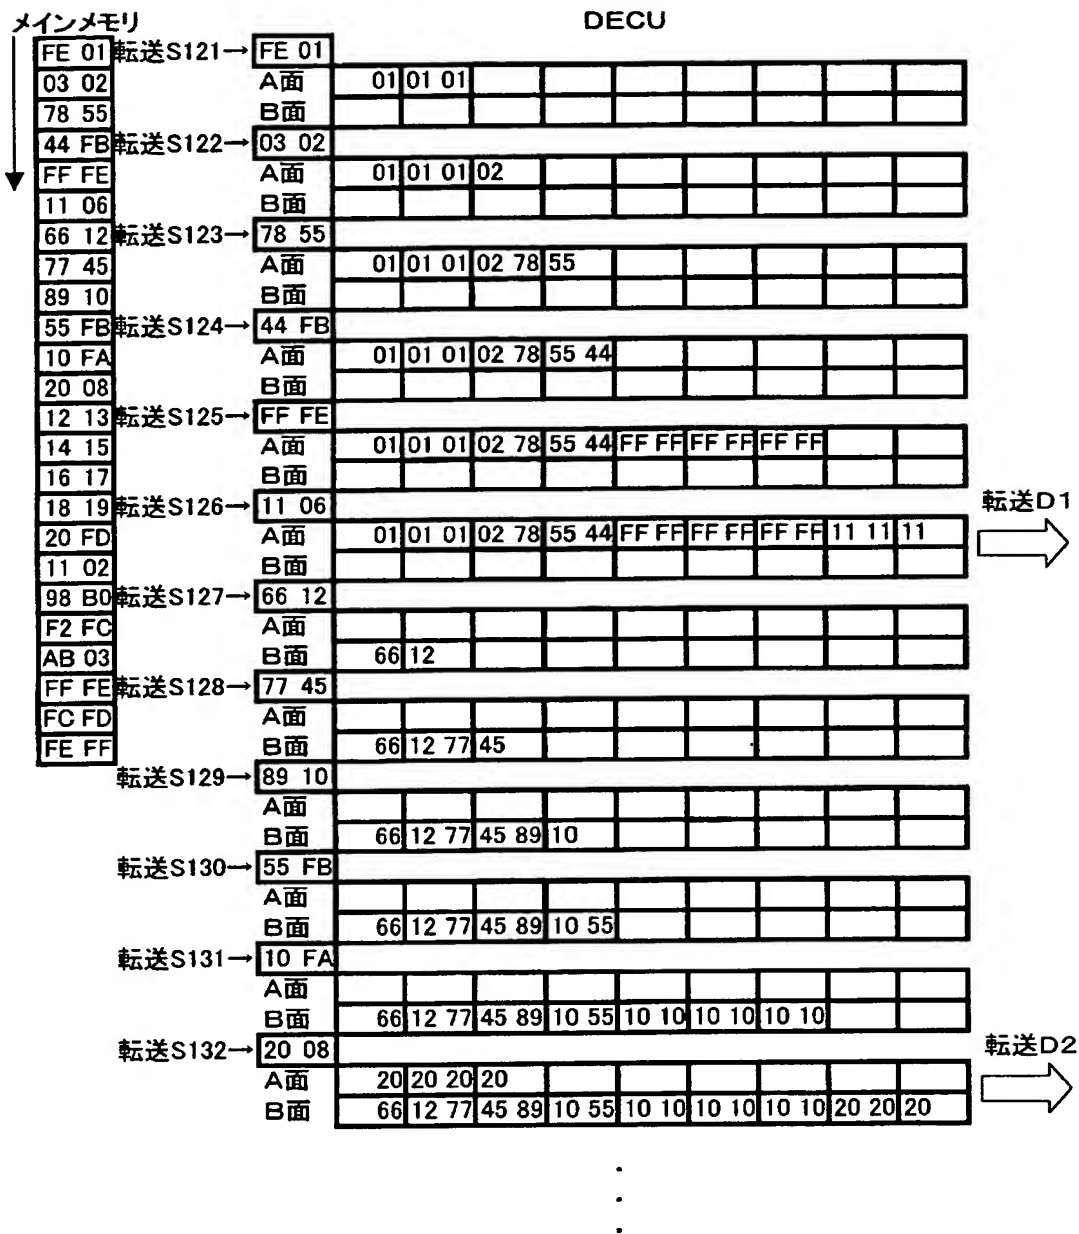 メインメモリ DECU
FE 01 転送S121→ FE 01
03 02 A面 01 01 01
78 55 B面
44 FB 転送S122→ 03 02
FF FE A面 01 01 01 02
11 06 B面
66 12 転送S123→ 78 55
77 45 A面 01 01 01 02 78 55
89 10 B面
55 FB 転送S124→ 44 FB
10 FA A面 01 01 01 02 78 55 44
20 08 B面
12 13 転送S125→ FF FE
14 15 A面 01 01 01 02 78 55 44 FF FF FF FF FF FF
16 17 B面
18 19 転送S126→ 11 06 転送D1
20 FD A面 01 01 01 02 78 55 44 FF FF FF FF FF FF 11 11 11
11 02 B面
98 B0 転送S127→ 66 12
F2 FC A面
AB 03 B面 66 12
FF FE 転送S128→ 77 45
FC FD A面
FE FF B面 66 12 77 45
転送S129→ 89 10
A面
B面 66 12 77 45 89 10
転送S130→ 55 FB
A面
B面 66 12 77 45 89 10 55
転送S131→ 10 FA
A面
B面 66 12 77 45 89 10 55 10 10 10 10 10 10
転送S132→ 20 08 転送D2
A面 20 20 20 20
B面 66 12 77 45 89 10 55 10 10 10 10 10 10 20 20 20